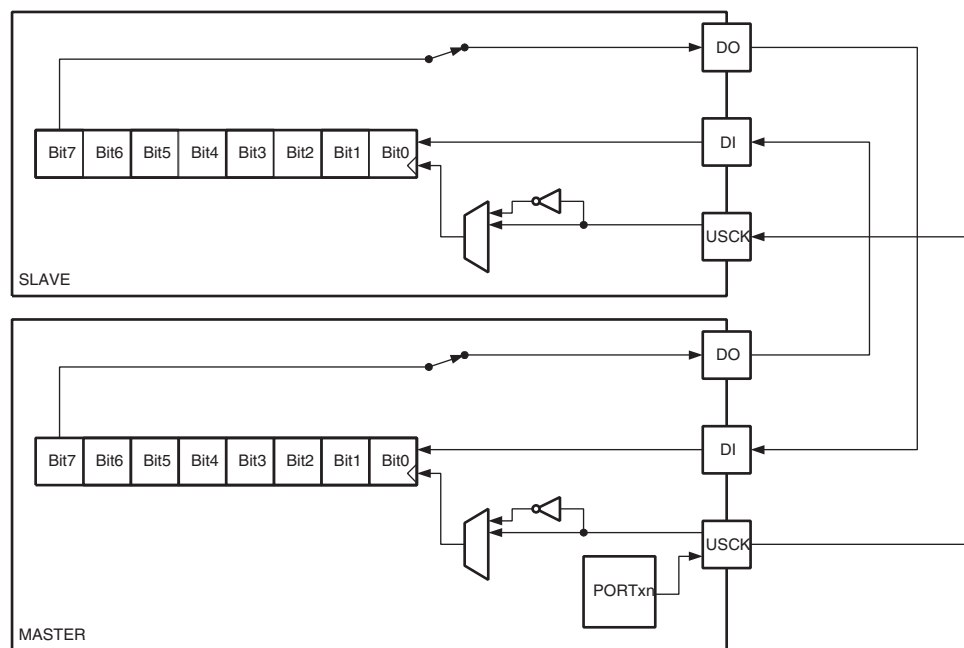 DO
Bit7 Bit6 Bit5 Bit4 Bit3 Bit2 Bit1 Bit0
DI
USCK
SLAVE
DO
Bit7 Bit6 Bit5 Bit4 Bit3 Bit2 Bit1 Bit0
DI
USCK
PORTxn
MASTER